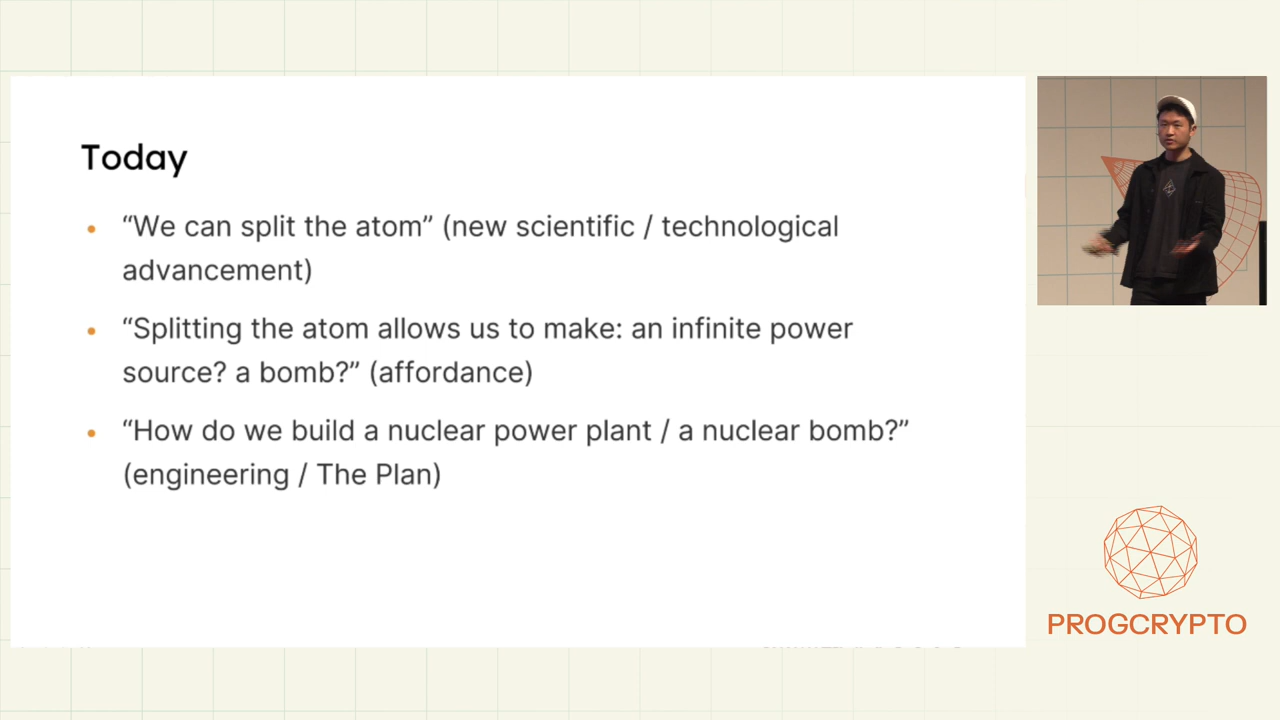 Today
“We can split the atom” (new scientific / technological
advancement)
“Splitting the atom allows us to make: an infinite power
source? a bomb?” (affordance)
“How do we build a nuclear power plant / a nuclear bomb?”
(engineering / The Plan)
PROGCRYPTO